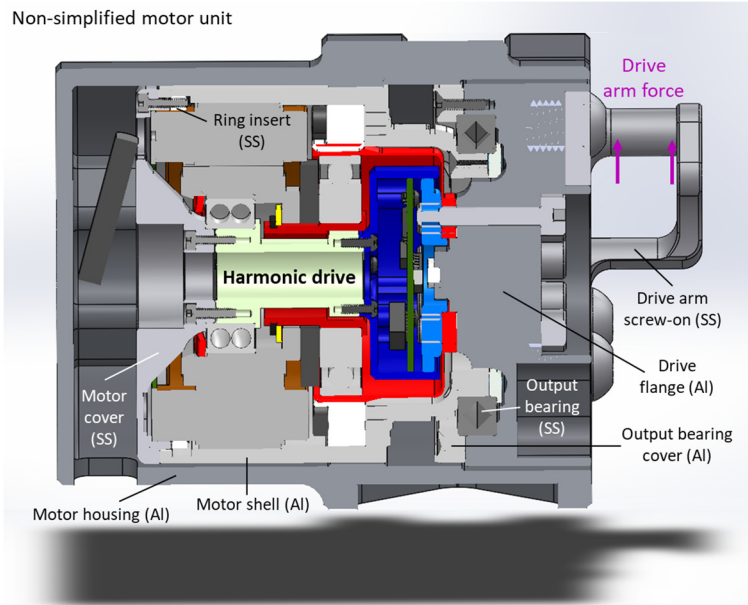 Non-simplified motor unit
Drive
arm force
Ring insert
(SS)
Harmonic drive
Drive arm
screw-on (SS)
Drive
flange (Al)
Motor
cover
(SS)
Output
bearing
(SS)
Output bearing
cover (Al)
Motor shell (Al)
Motor housing (Al)